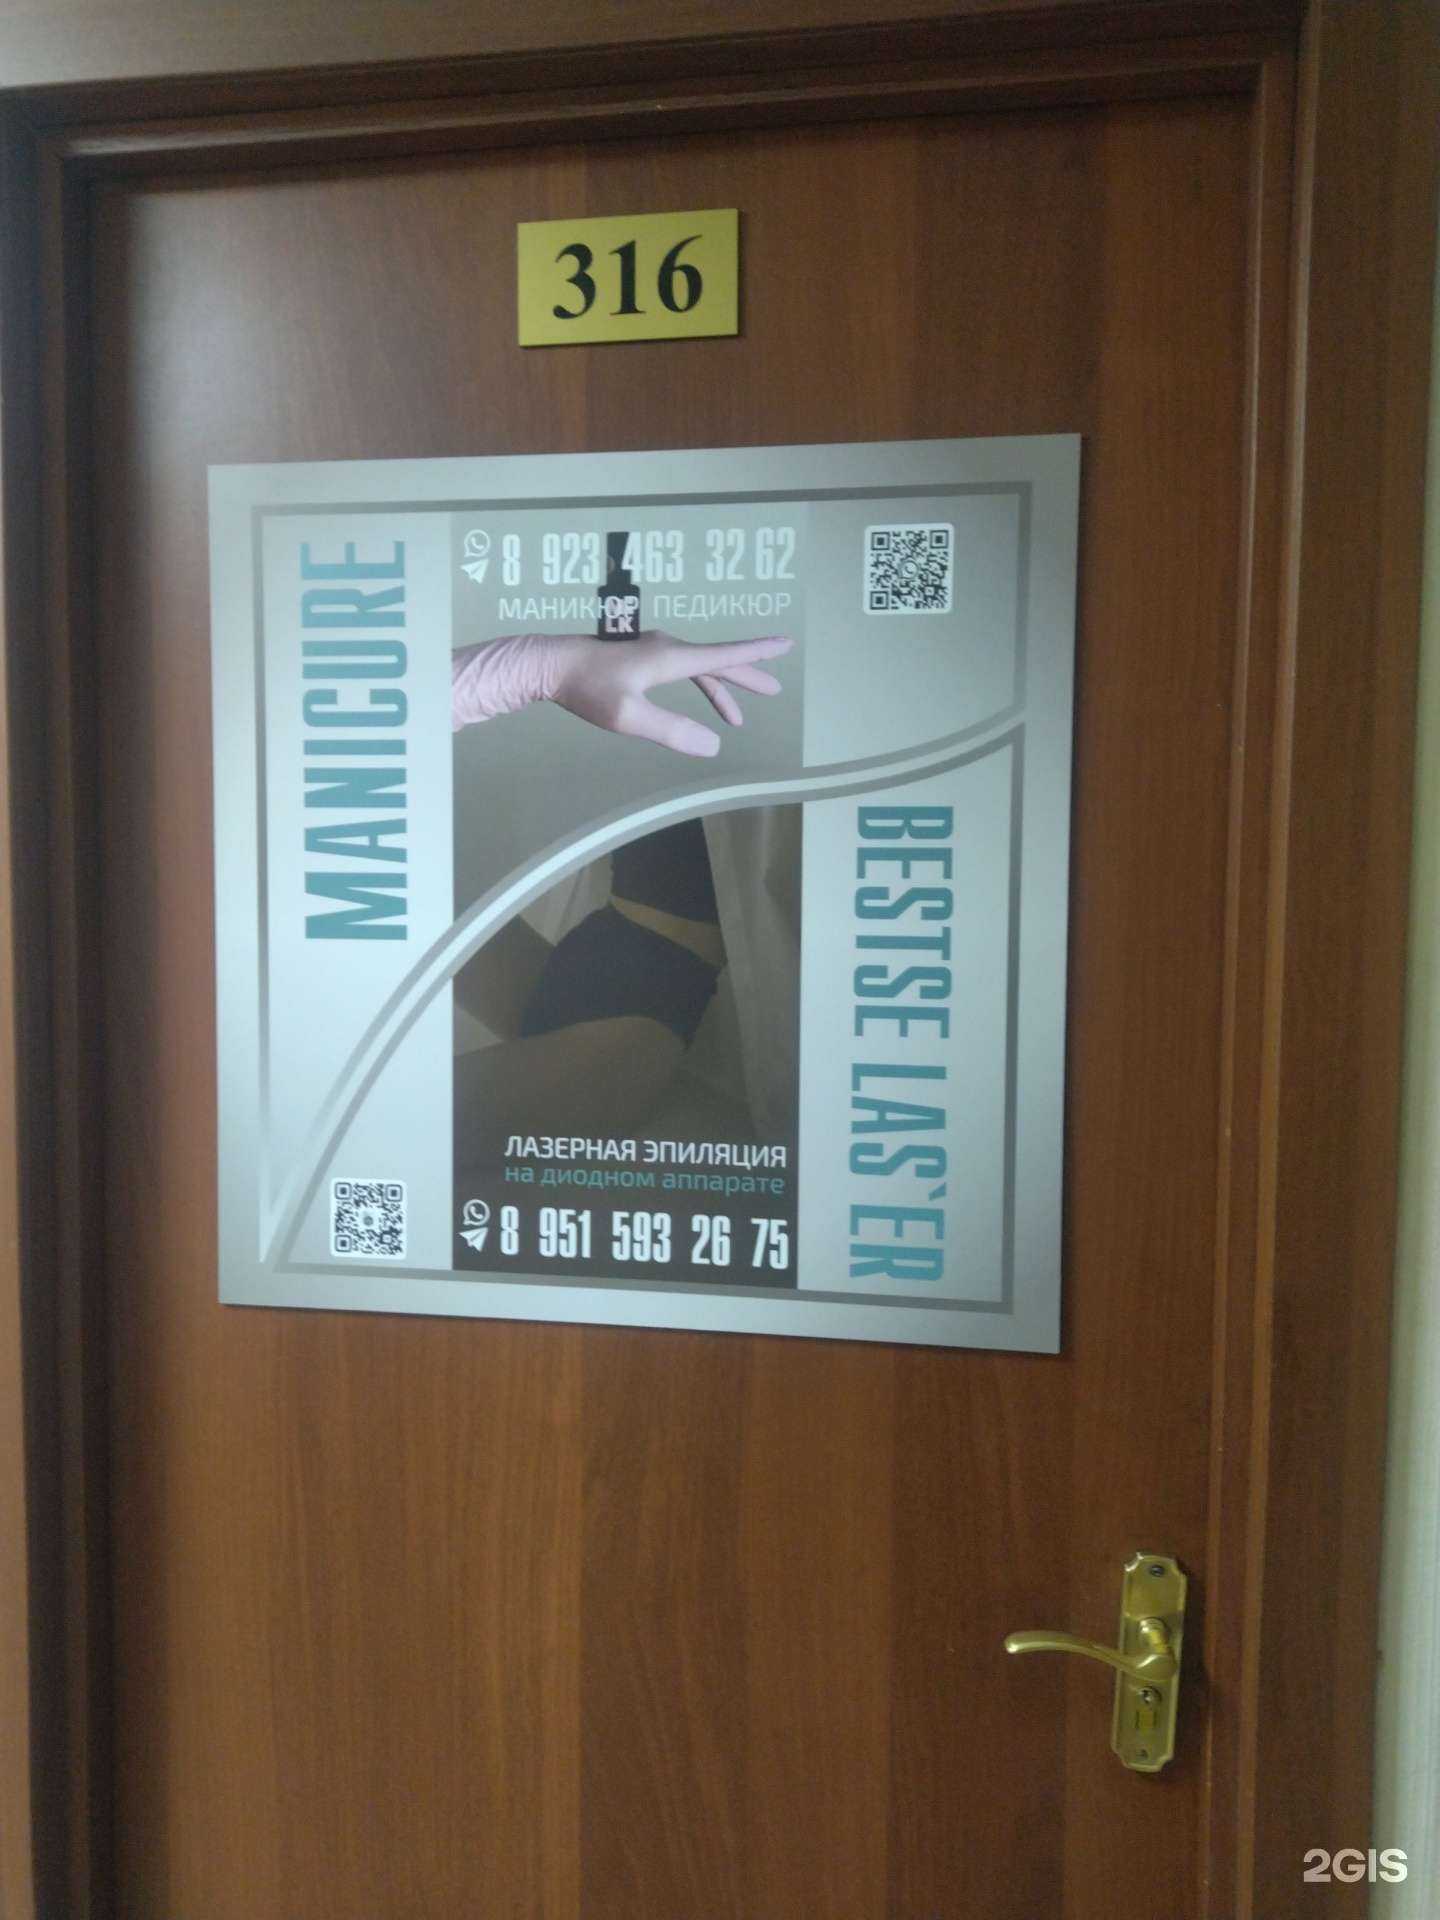 316
MANICURE
8 923 463 32 62
МАНИКЮР ПЕДИКЮР
LK
BESTSE LAS'ER
ЛАЗЕРНАЯ ЭПИЛЯЦИЯ
на диодном аппарате
8 951 593 26 75
2GIS